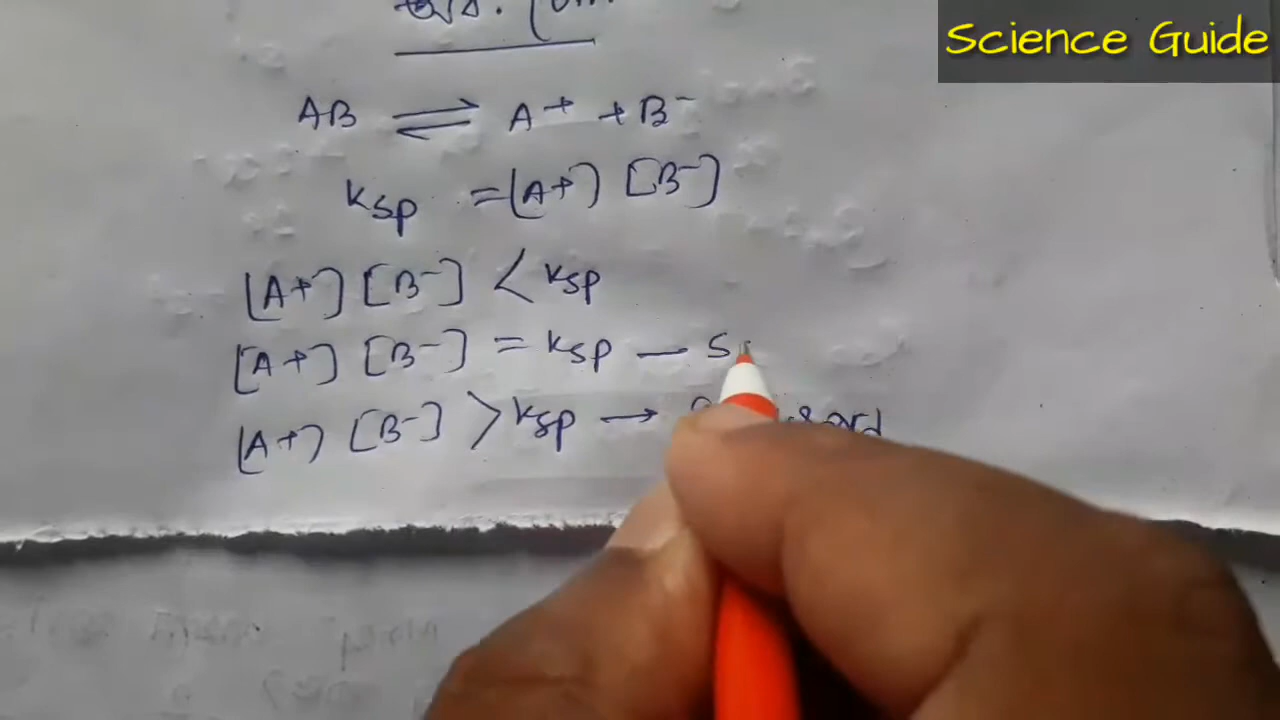 Science Guide
AB ⇌ A+ + B-
Ksp = [A+] [B-]
[A+] [B-] < Ksp
[A+] [B-] = Ksp — S
[A+] [B-] > Ksp →